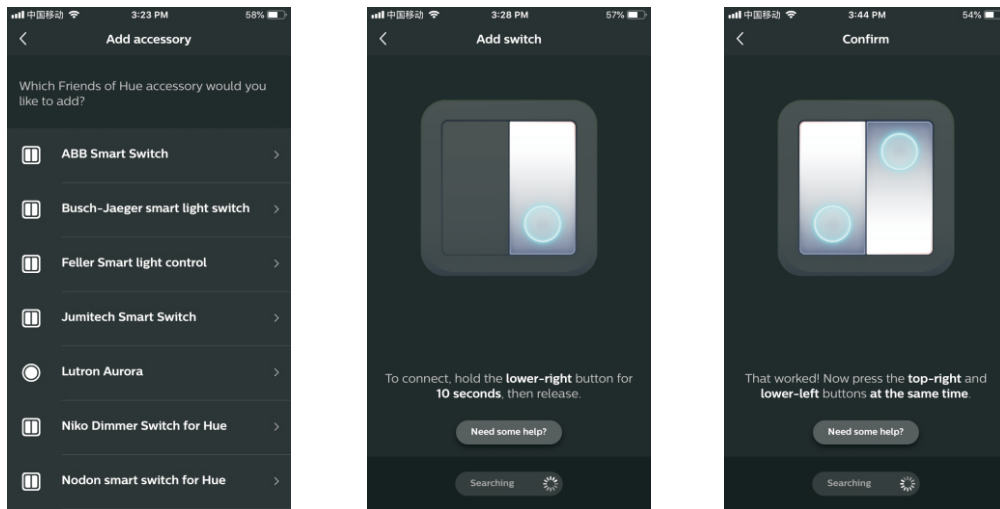 中国移动 3:23 PM 58%
Add accessory
Which Friends of Hue accessory would you
like to add?
ABB Smart Switch
Busch-Jaeger smart light switch
Feller Smart light control
Jumitech Smart Switch
Lutron Aurora
Niko Dimmer Switch for Hue
Nodon smart switch for Hue
中国移动 3:28 PM 57%
Add switch
To connect, hold the lower-right button for
10 seconds, then release.
Need some help?
Searching
中国移动 3:44 PM 54%
Confirm
That worked! Now press the top-right and
lower-left buttons at the same time.
Need some help?
Searching